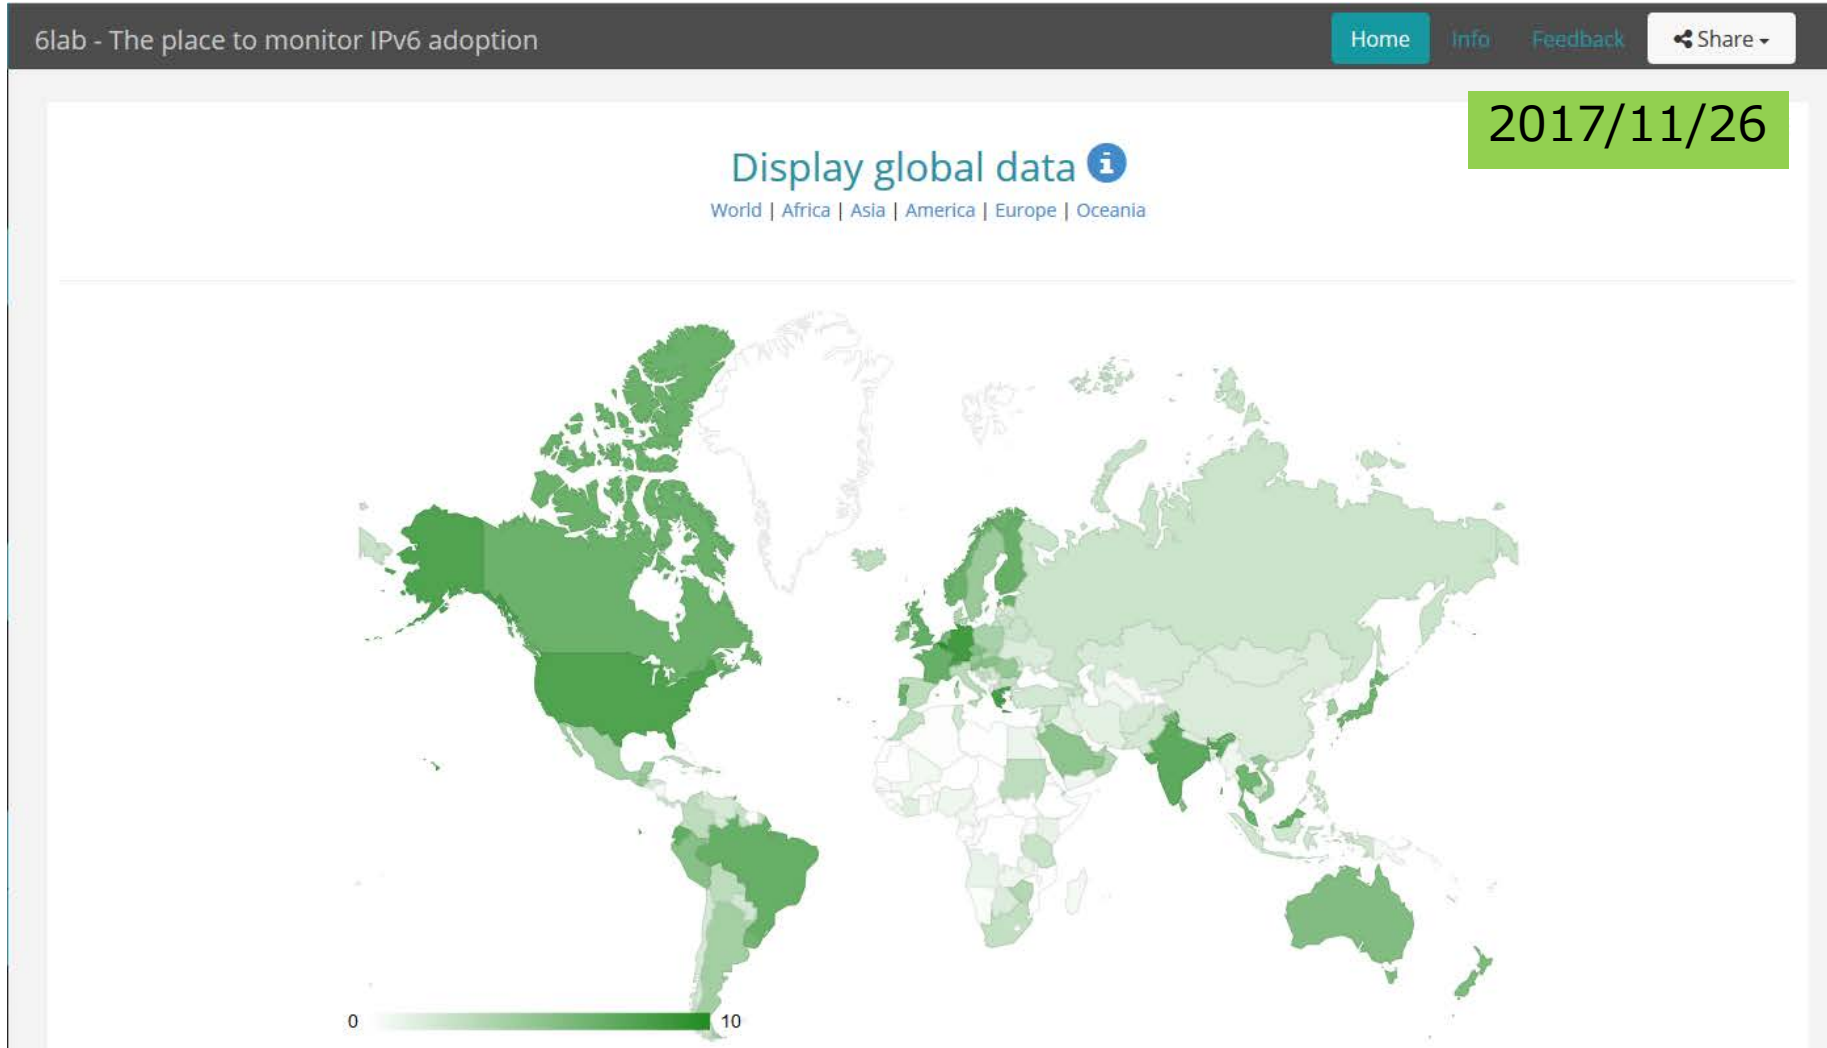 6lab - The place to monitor IPv6 adoption
Home Info Feedback Share
2017/11/26
Display global data
World | Africa | Asia | America | Europe | Oceania
0 10